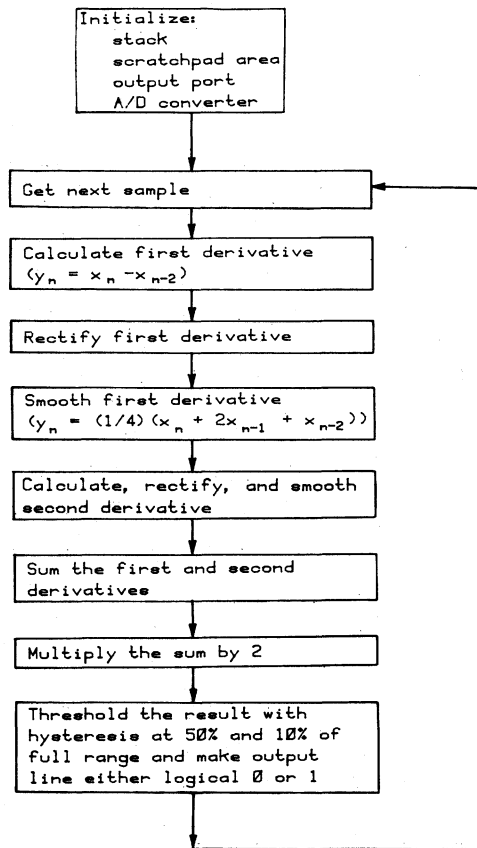 Initialize:
stack
scratchpad area
output port
A/D converter
Get next sample
Calculate first derivative
(yn = xn -xn-2)
Rectify first derivative
Smooth first derivative
(yn = (1/4)(xn + 2xn-1 + xn-2))
Calculate, rectify, and smooth
second derivative
Sum the first and second
derivatives
Multiply the sum by 2
Threshold the result with
hysteresis at 50% and 10% of
full range and make output
line either logical 0 or 1